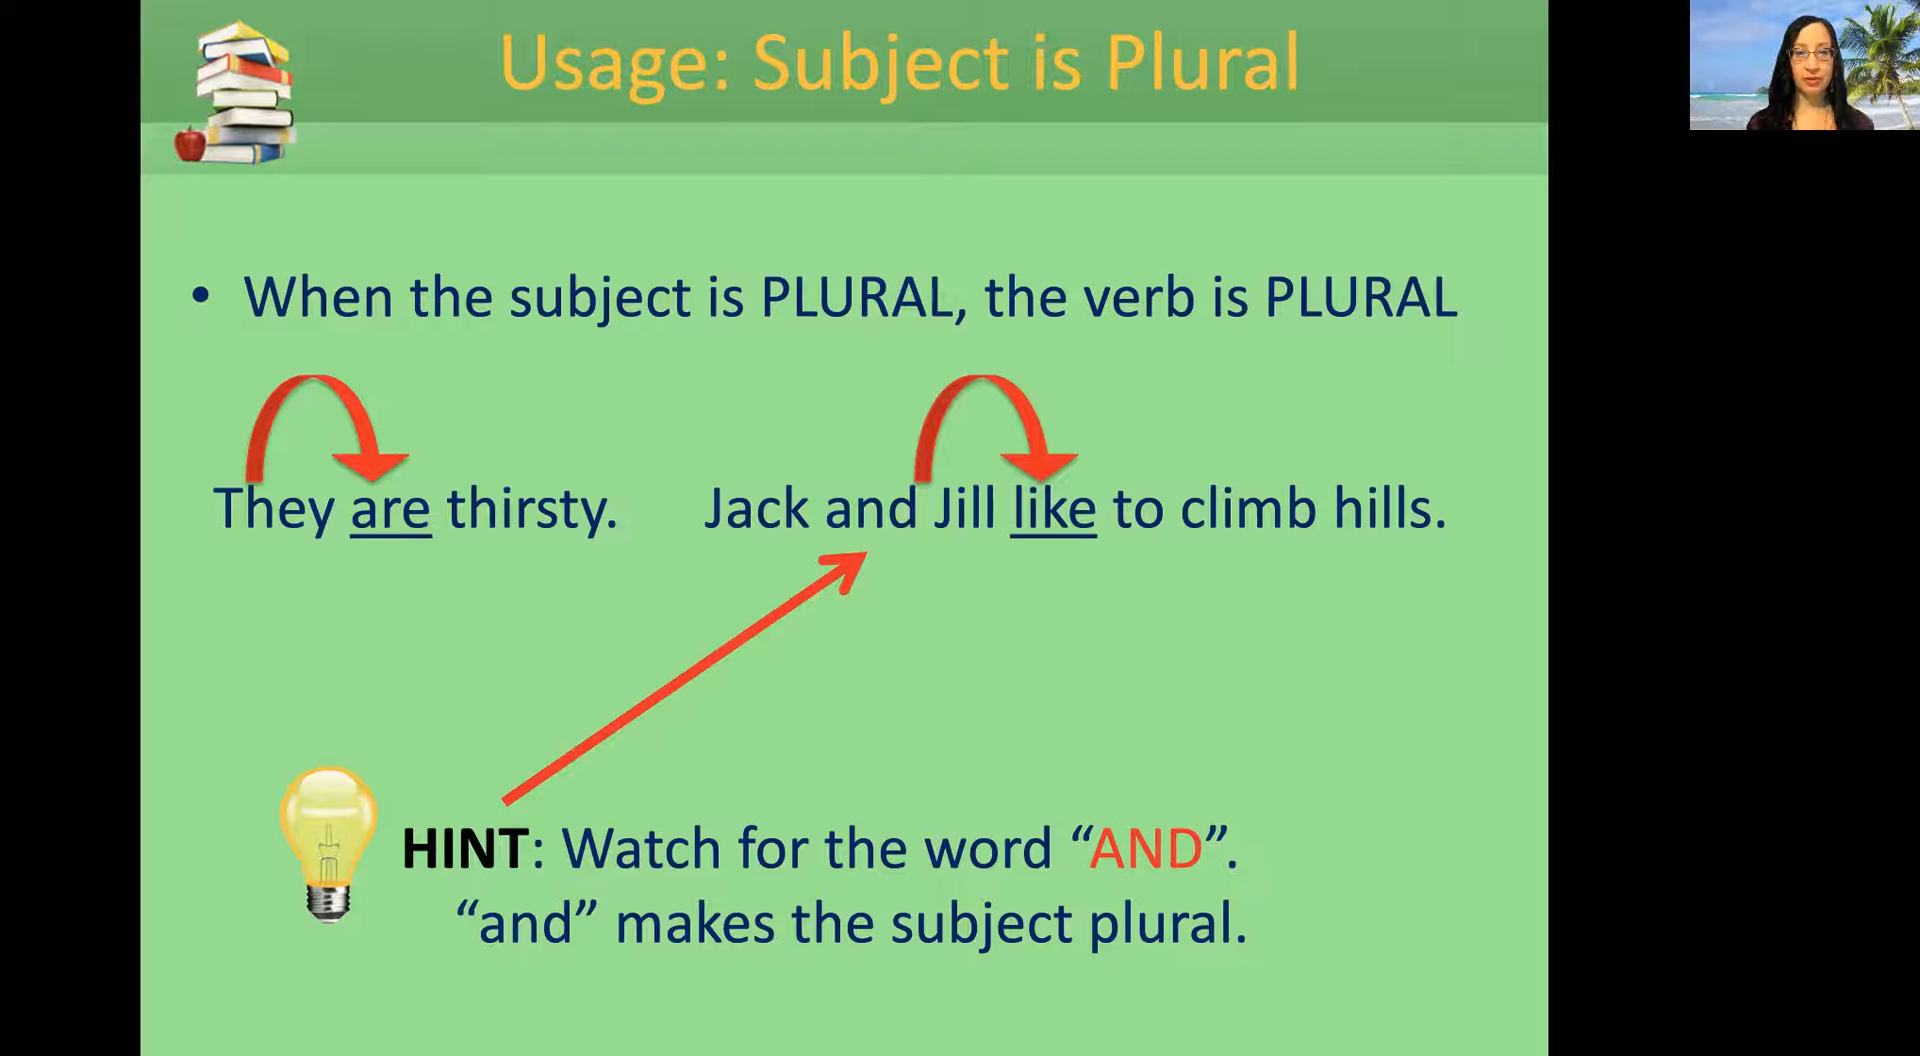 Usage: Subject is Plural
• When the subject is PLURAL, the verb is PLURAL
They are thirsty.
Jack and Jill like to climb hills.
HINT: Watch for the word “AND”.
“and” makes the subject plural.